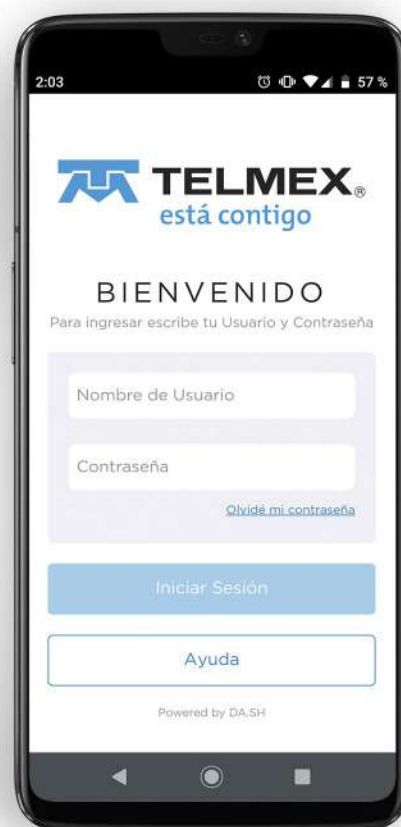 2:03
57 %
TELMEX®
está contigo
BIENVENIDO
Para ingresar escribe tu Usuario y Contraseña
Nombre de Usuario
Contraseña
Olvidé mi contraseña
Iniciar Sesión
Ayuda
Powered by DA.SH